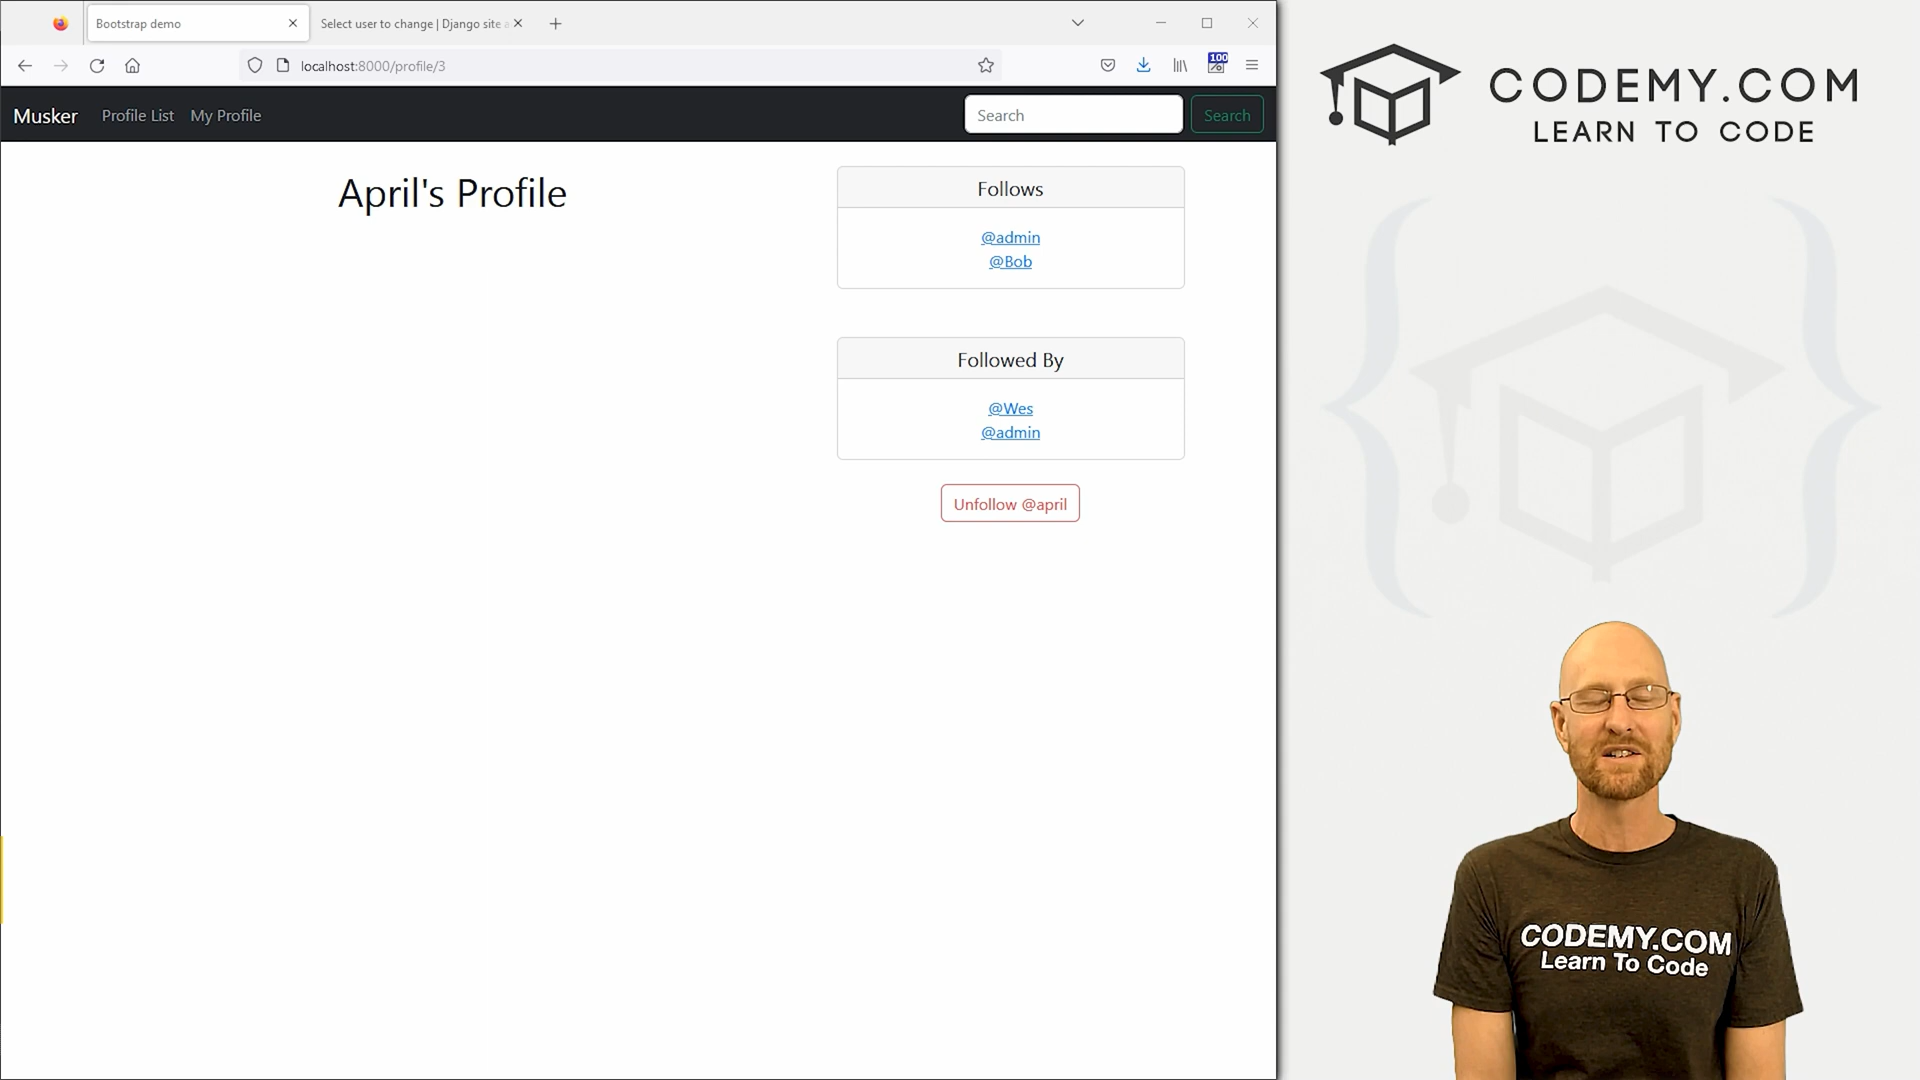 Bootstrap demo
Select user to change | Django site a
localhost:8000/profile/3
100
Musker
Profile List
My Profile
Search
Search
April's Profile
Follows
@admin
@Bob
Followed By
@Wes
@admin
Unfollow @april
CODEMY.COM
LEARN TO CODE
CODEMY.COM
Learn To Code